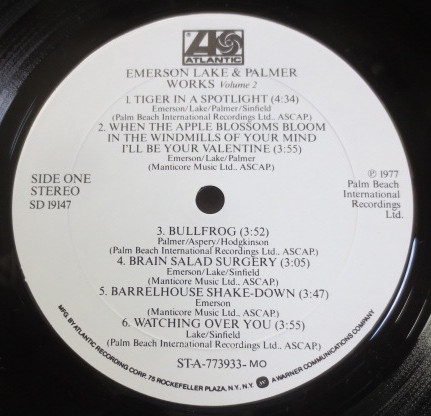 ATLANTIC
EMERSON LAKE & PALMER
WORKS Volume 2
1. TIGER IN A SPOTLIGHT (4:34)
Emerson/Lake/Palmer/Sinfield
(Palm Beach International Recordings Ltd., ASCAP.)
2. WHEN THE APPLE BLOSSOMS BLOOM
IN THE WINDMILLS OF YOUR MIND
I'LL BE YOUR VALENTINE (3:55)
Emerson/Lake/Palmer
(Manticore Music Ltd., ASCAP.)
SIDE ONE
STEREO
SD 19147
℗ 1977
Palm Beach
International
Recordings
Ltd.
3. BULLFROG (3:52)
Palmer/Aspery/Hodgkinson
(Palm Beach International Recordings Ltd., ASCAP.)
4. BRAIN SALAD SURGERY (3:05)
Emerson/Lake/Sinfield
(Manticore Music Ltd., ASCAP.)
5. BARRELHOUSE SHAKE-DOWN (3:47)
Emerson
(Manticore Music Ltd., ASCAP.)
6. WATCHING OVER YOU (3:55)
Lake/Sinfield
(Palm Beach International Recordings Ltd., ASCAP.)
ST-A-773933-MO
MFG. BY ATLANTIC RECORDING CORP., 75 ROCKEFELLER PLAZA, N.Y., N.Y. A WARNER COMMUNICATIONS COMPANY